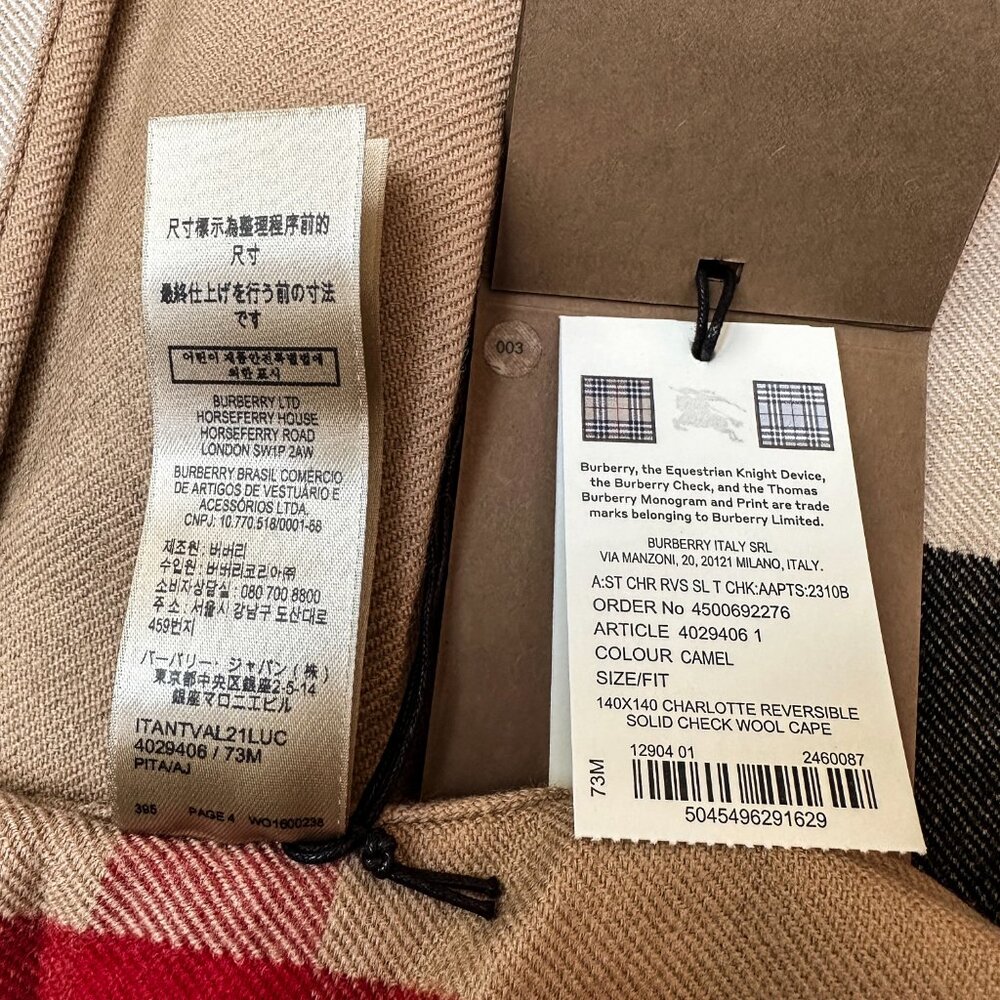 尺寸標示為整理程序前的
尺寸
最終仕上げを行う前の寸法
です
어린이 제품안전특별법에
의한 표시
BURBERRY LTD
HORSEFERRY HOUSE
HORSEFERRY ROAD
LONDON SW1P 2AW
BURBERRY BRASIL COMÉRCIO
DE ARTIGOS DE VESTUÁRIO E
ACESSÓRIOS LTDA.
CNPJ: 10.770.518/0001-66
제조원 : 버버리
수입원 : 버버리코리아㈜
소비자상담실 : 080 700 8800
주 소 : 서울시 강남구 도산대로
459번지
バーバリー・ジャパン(株)
東京都中央区銀座2-5-14
銀座マロニエビル
ITANTVAL21LUC
4029406 / 73M
PITA/AJ
395 PAGE 4 WO1600238
003
Burberry, the Equestrian Knight Device,
the Burberry Check, and the Thomas
Burberry Monogram and Print are trade
marks belonging to Burberry Limited.
BURBERRY ITALY SRL
VIA MANZONI, 20, 20121 MILANO, ITALY.
A:ST CHR RVS SL T CHK:AAPTS:2310B
ORDER No 4500692276
ARTICLE 4029406 1
COLOUR CAMEL
SIZE/FIT
140X140 CHARLOTTE REVERSIBLE
SOLID CHECK WOOL CAPE
12904 01 2460087
73M
5045496291629